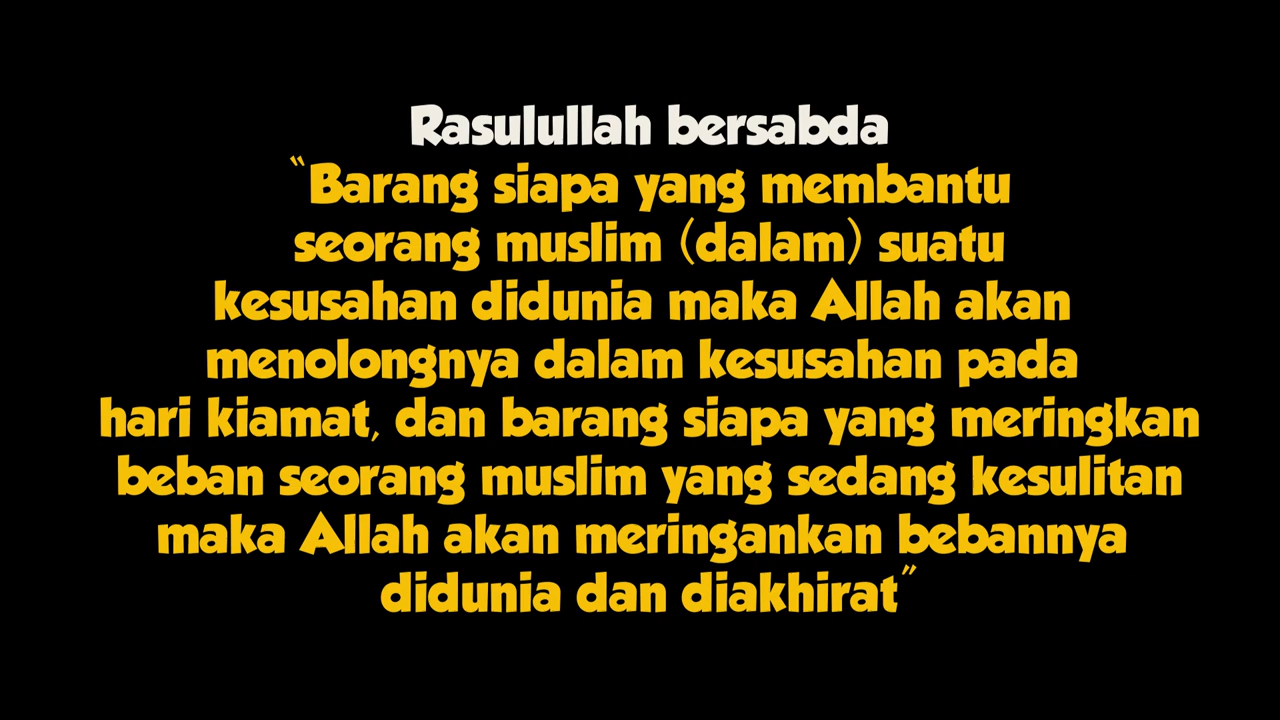 Rasulullah bersabda
"Barang siapa yang membantu
seorang muslim (dalam) suatu
kesusahan didunia maka Allah akan
menolongnya dalam kesusahan pada
hari kiamat, dan barang siapa yang meringkan
beban seorang muslim yang sedang kesulitan
maka Allah akan meringankan bebannya
didunia dan diakhirat"